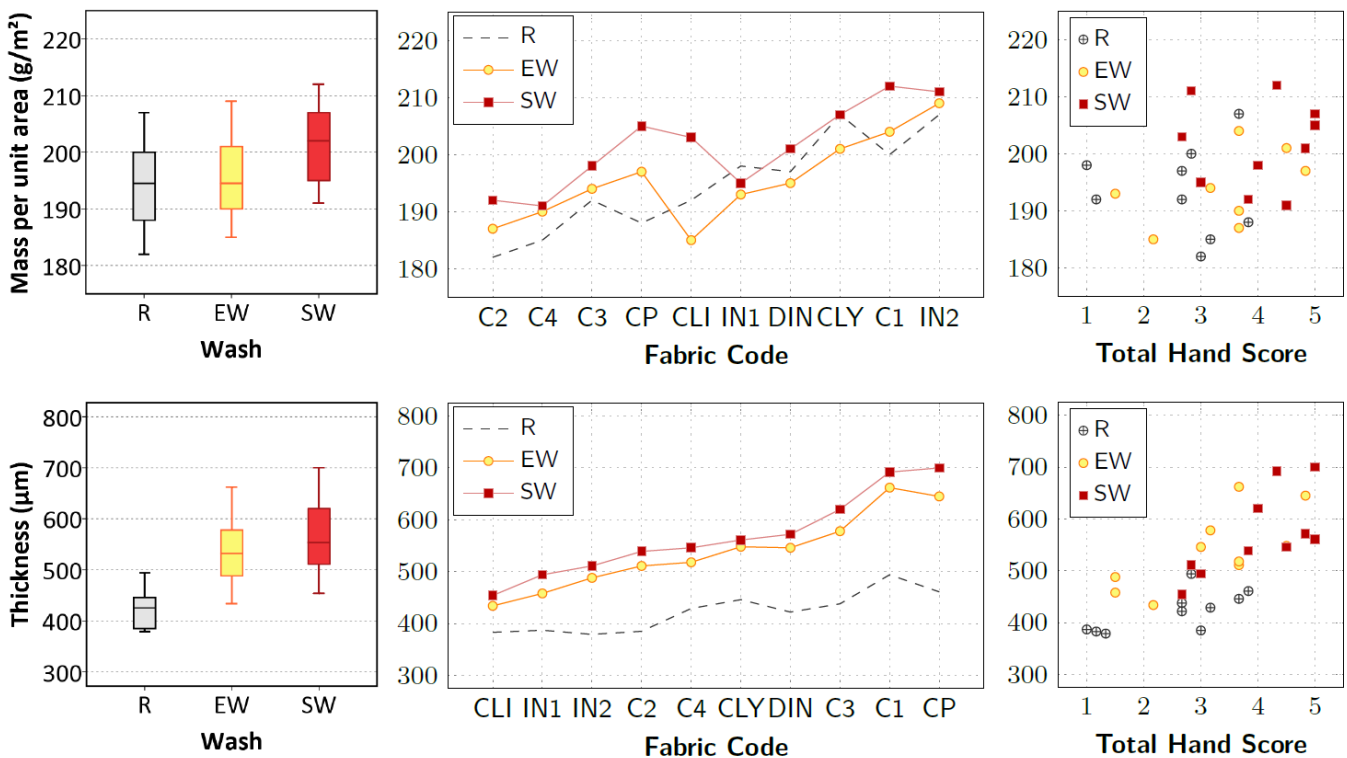 Mass per unit area (g/m²)
220
210
200
190
180
R EW SW
Wash
220
210
200
190
180
R
EW
SW
C2 C4 C3 CP CLI IN1 DIN CLY C1 IN2
Fabric Code
220
210
200
190
180
R
EW
SW
1 2 3 4 5
Total Hand Score
Thickness (µm)
800
700
600
500
400
300
R EW SW
Wash
800
700
600
500
400
300
R
EW
SW
CLI IN1 IN2 C2 C4 CLY DIN C3 C1 CP
Fabric Code
800
700
600
500
400
300
R
EW
SW
1 2 3 4 5
Total Hand Score